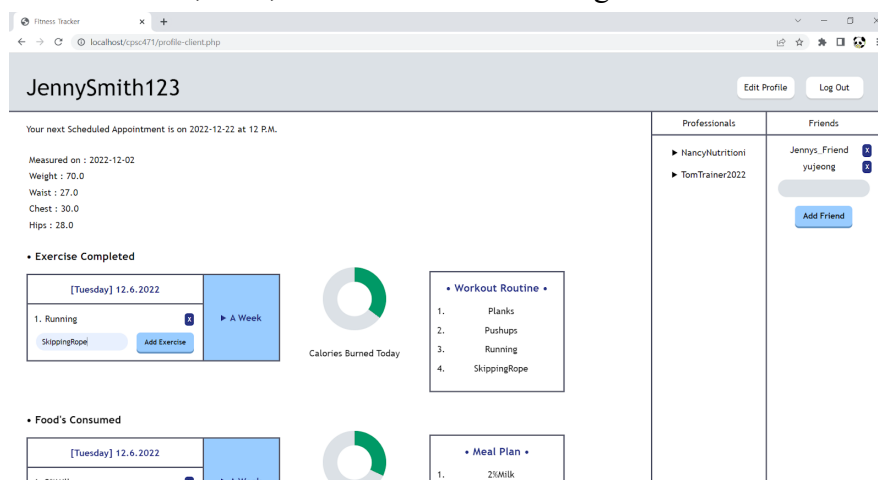 Fitness Tracker
localhost/cpsc471/profile-client.php
JennySmith123
Edit Profile
Log Out
Your next Scheduled Appointment is on 2022-12-22 at 12 P.M.
Measured on : 2022-12-02
Weight : 70.0
Waist : 27.0
Chest : 30.0
Hips : 28.0
Professionals
▶ NancyNutritioni
▶ TomTrainer2022
Friends
Jennys_Friend X
yujeong X
Add Friend
• Exercise Completed
[Tuesday] 12.6.2022
1. Running X
SkippingRope
Add Exercise
▶ A Week
Calories Burned Today
• Workout Routine •
1. Planks
2. Pushups
3. Running
4. SkippingRope
• Food's Consumed
[Tuesday] 12.6.2022
• Meal Plan •
1. 2%Milk